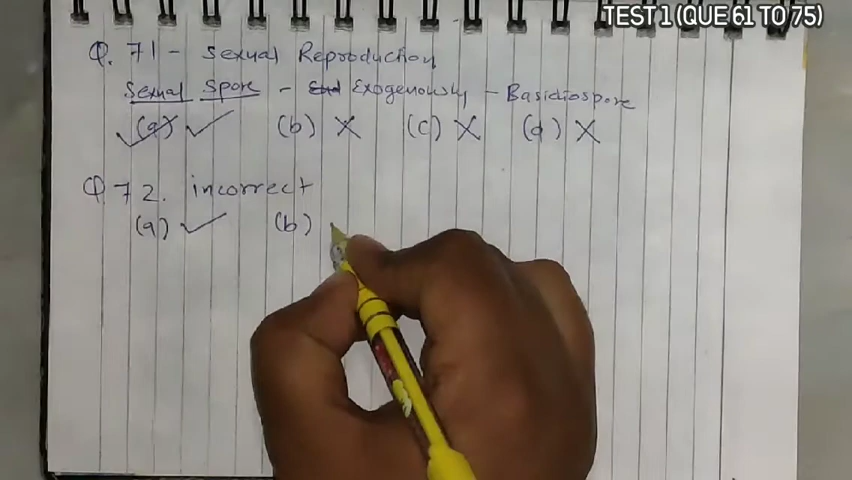 TEST 1 (QUE 61 TO 75)
Q. 71 - Sexual Reproduction
Sexual Spore - Exogenously - Basidiospore
(a) ✓ (b) X (c) X (d) X
Q 72. incorrect
(a) ✓ (b)